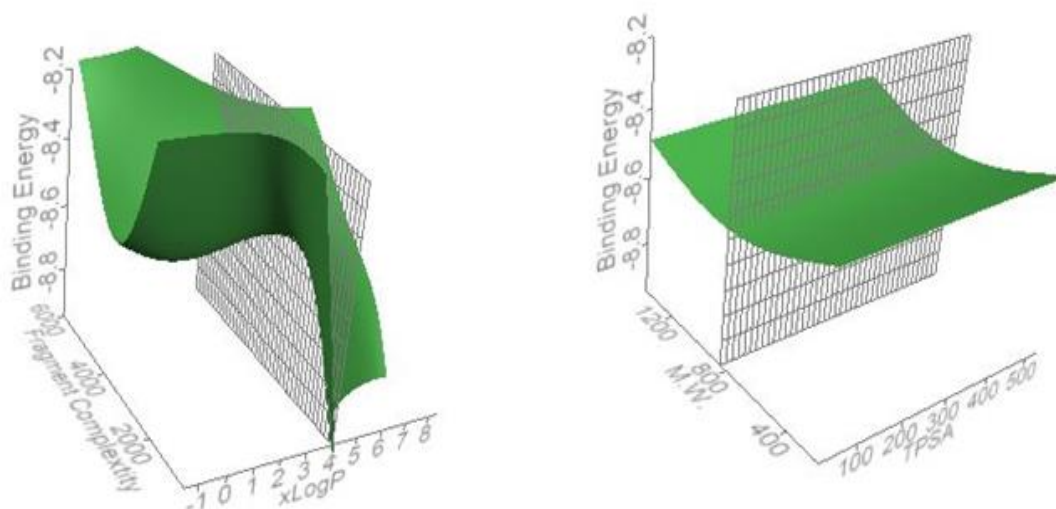 Binding Energy
-8.2
-8.4
-8.6
-8.8
Fragment Complextity
6000
4000
2000
xLogP
-1 0 1 2 3 4 5 6 7 8
Binding Energy
-8.2
-8.4
-8.6
-8.8
M.W.
1200
800
400
TPSA
100 200 300 400 500